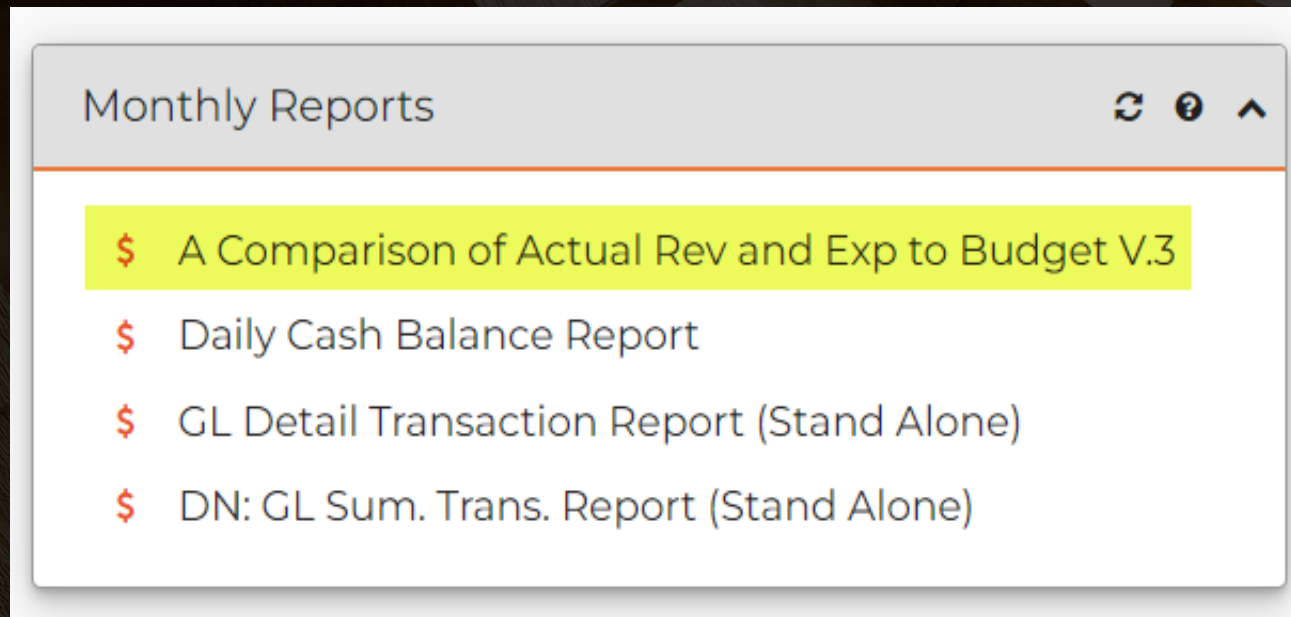 Monthly Reports
$ A Comparison of Actual Rev and Exp to Budget V.3
$ Daily Cash Balance Report
$ GL Detail Transaction Report (Stand Alone)
$ DN: GL Sum. Trans. Report (Stand Alone)